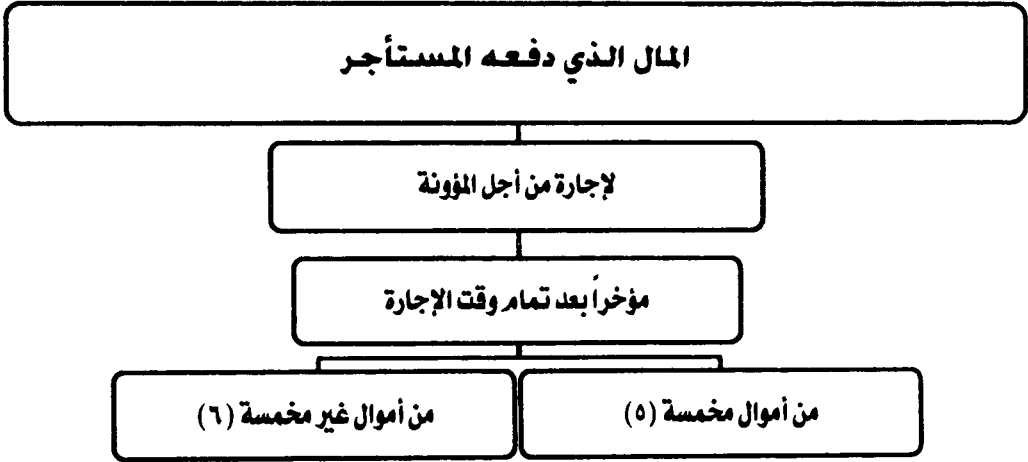 المال الذي دفعه المستأجر
لإجارة من أجل المؤونة
مؤخراً بعد تمام وقت الإجارة
من أموال مخمسة (٥)
من أموال غير مخمسة (٦)